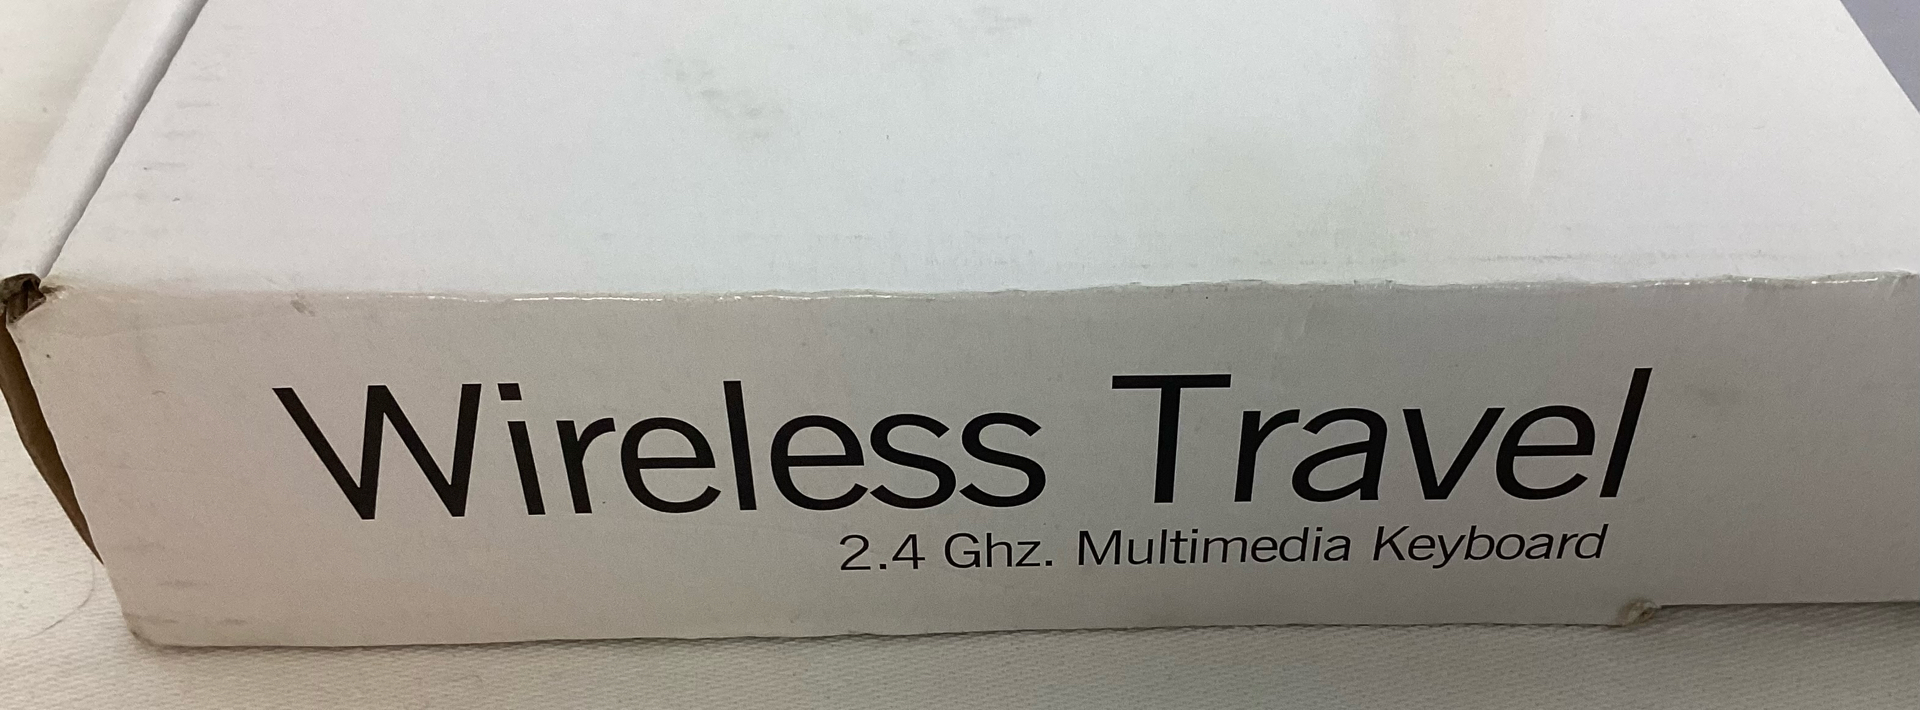 Wireless Travel
2.4 Ghz. Multimedia Keyboard